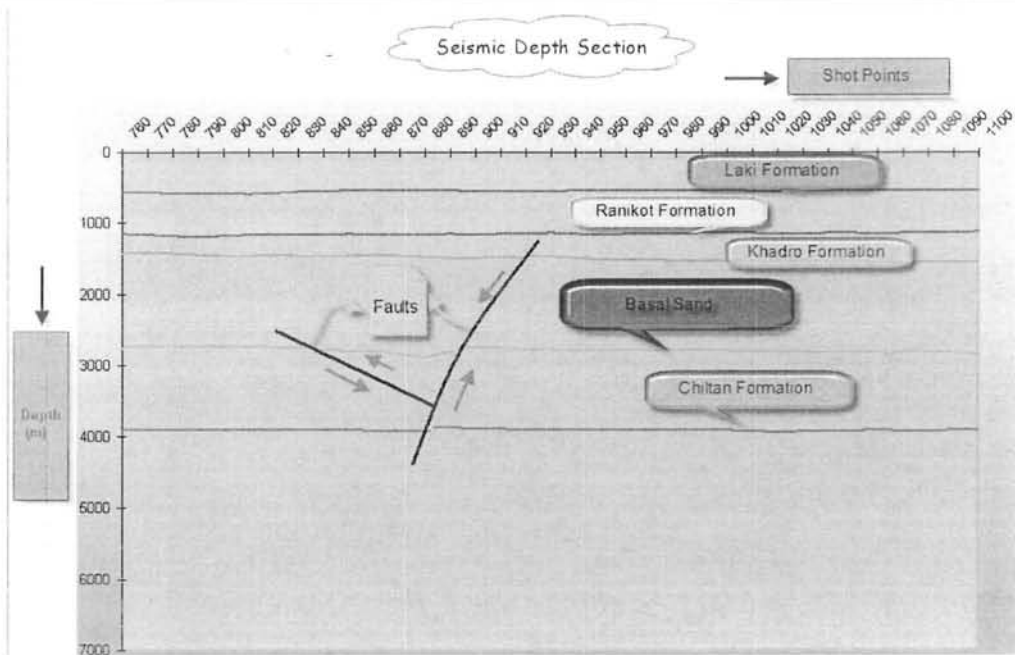 Seismic Depth Section
Shot Points
760 770 780 790 800 810 820 830 840 850 860 870 880 890 900 910 920 930 940 950 960 970 980 990 1000 1010 1020 1030 1040 1050 1060 1070 1080 1090 1100
0
Laki Formation
Ranikot Formation
1000
Khadro Formation
2000
Faults
Basal Sand
3000
Chiltan Formation
Depth
(m)
4000
5000
6000
7000